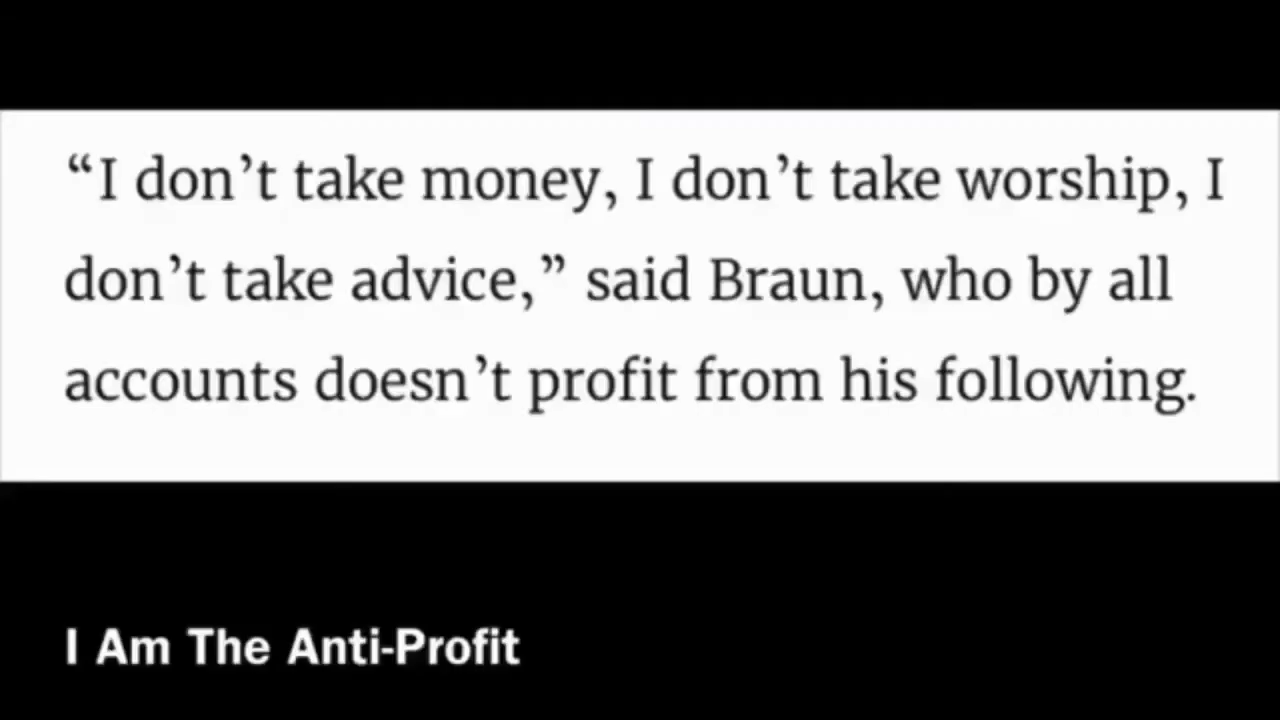 “I don’t take money, I don’t take worship, I
don’t take advice,” said Braun, who by all
accounts doesn’t profit from his following.
I Am The Anti-Profit